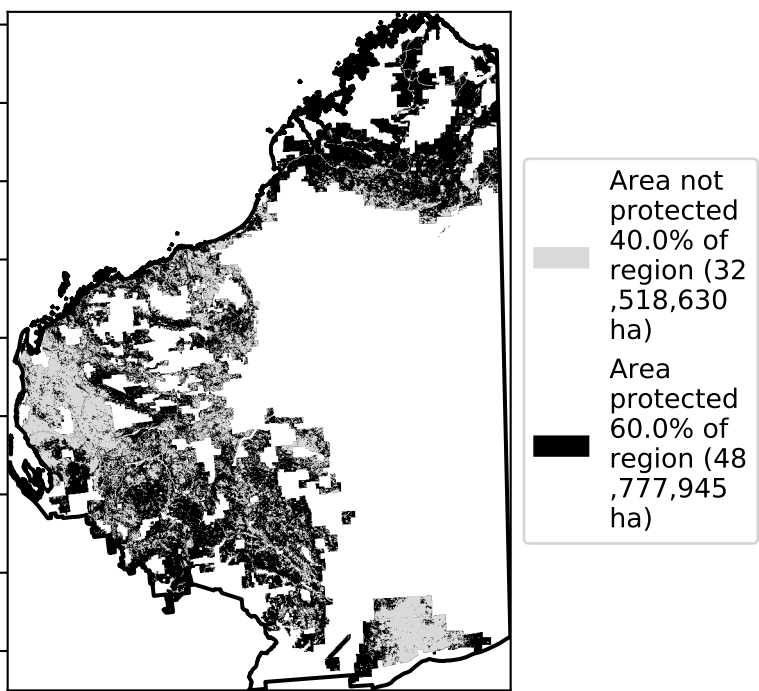 Area not
protected
40.0% of
region (32
,518,630
ha)
Area
protected
60.0% of
region (48
,777,945
ha)